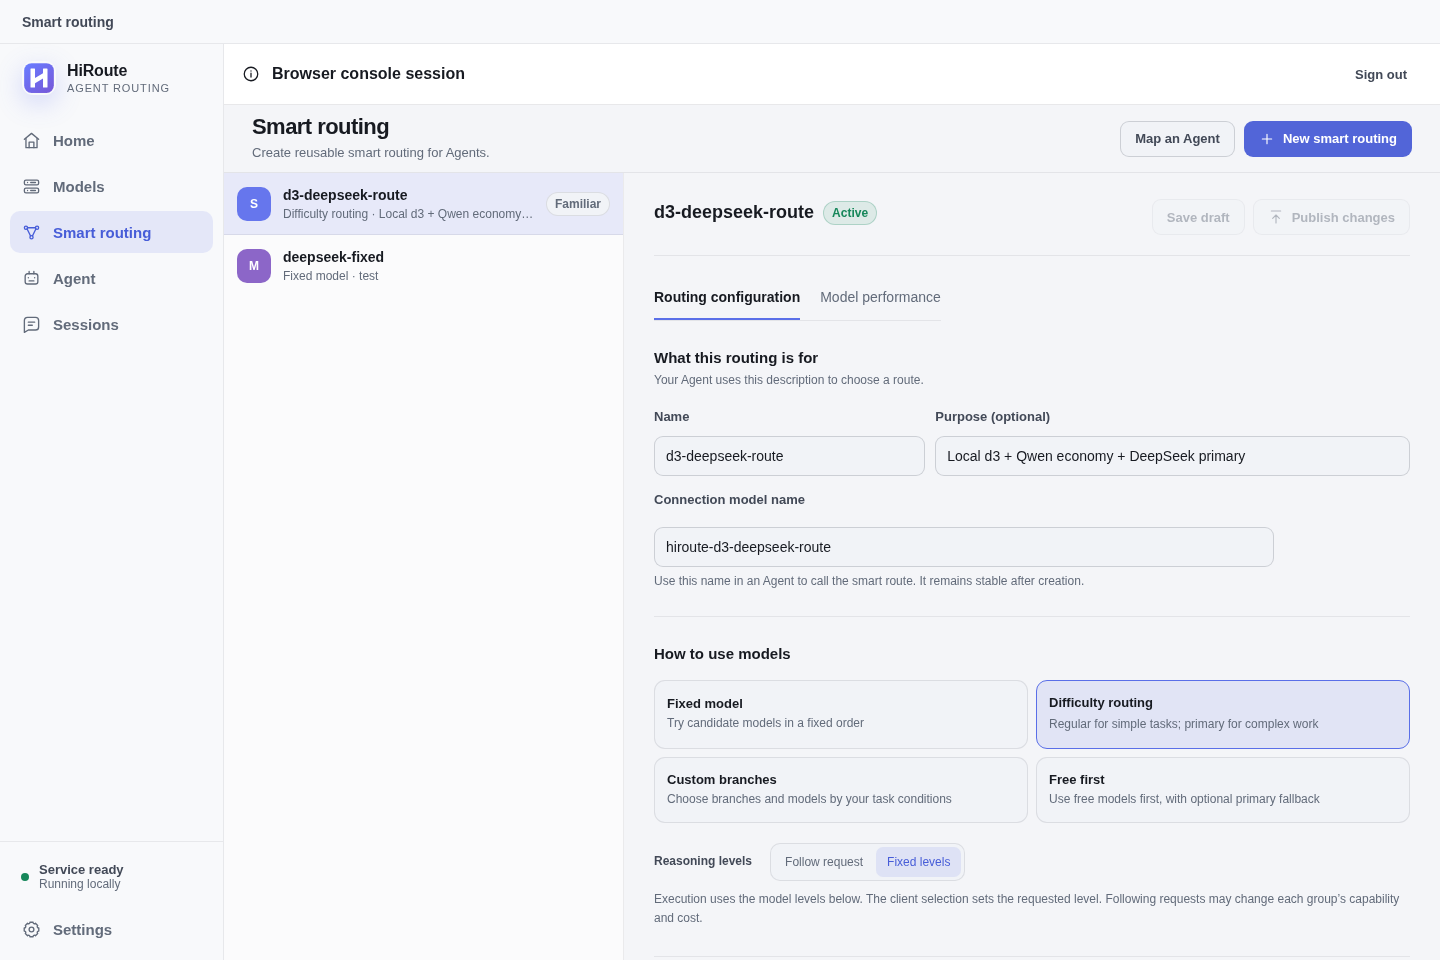 Smart routing
HiRoute
AGENT ROUTING
Home
Models
Smart routing
Agent
Sessions
Service ready
Running locally
Settings
Browser console session
Sign out
Smart routing
Create reusable smart routing for Agents.
Map an Agent
New smart routing
S
d3-deepseek-route
Difficulty routing · Local d3 + Qwen economy…
Familiar
M
deepseek-fixed
Fixed model · test
d3-deepseek-route
Active
Save draft
Publish changes
Routing configuration
Model performance
What this routing is for
Your Agent uses this description to choose a route.
Name
Purpose (optional)
d3-deepseek-route
Local d3 + Qwen economy + DeepSeek primary
Connection model name
hiroute-d3-deepseek-route
Use this name in an Agent to call the smart route. It remains stable after creation.
How to use models
Fixed model
Try candidate models in a fixed order
Difficulty routing
Regular for simple tasks; primary for complex work
Custom branches
Choose branches and models by your task conditions
Free first
Use free models first, with optional primary fallback
Reasoning levels
Follow request
Fixed levels
Execution uses the model levels below. The client selection sets the requested level. Following requests may change each group's capability
and cost.